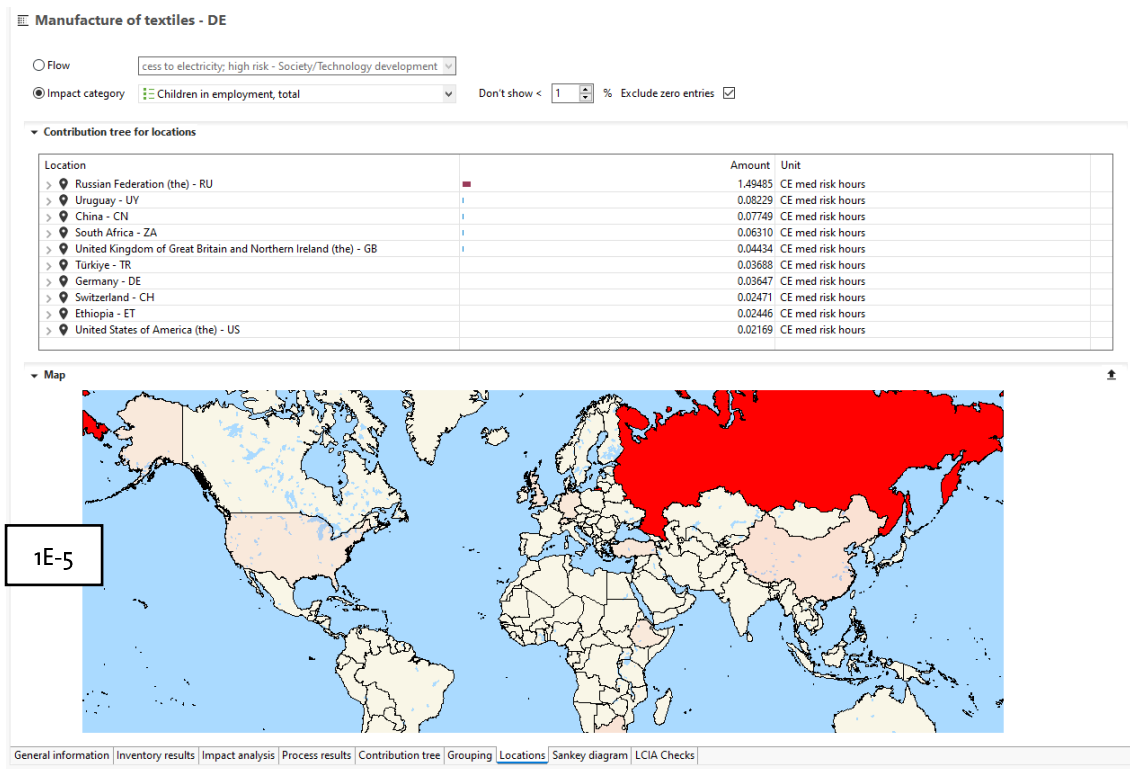 Manufacture of textiles - DE
Flow cess to electricity; high risk - Society/Technology development
Impact category Children in employment, total Don't show < 1 % Exclude zero entries
Contribution tree for locations
Location Amount Unit
Russian Federation (the) - RU 1.49485 CE med risk hours
Uruguay - UY 0.08229 CE med risk hours
China - CN 0.07749 CE med risk hours
South Africa - ZA 0.06310 CE med risk hours
United Kingdom of Great Britain and Northern Ireland (the) - GB 0.04434 CE med risk hours
Türkiye - TR 0.03688 CE med risk hours
Germany - DE 0.03647 CE med risk hours
Switzerland - CH 0.02471 CE med risk hours
Ethiopia - ET 0.02446 CE med risk hours
United States of America (the) - US 0.02169 CE med risk hours
Map
1E-5
General information Inventory results Impact analysis Process results Contribution tree Grouping Locations Sankey diagram LCIA Checks